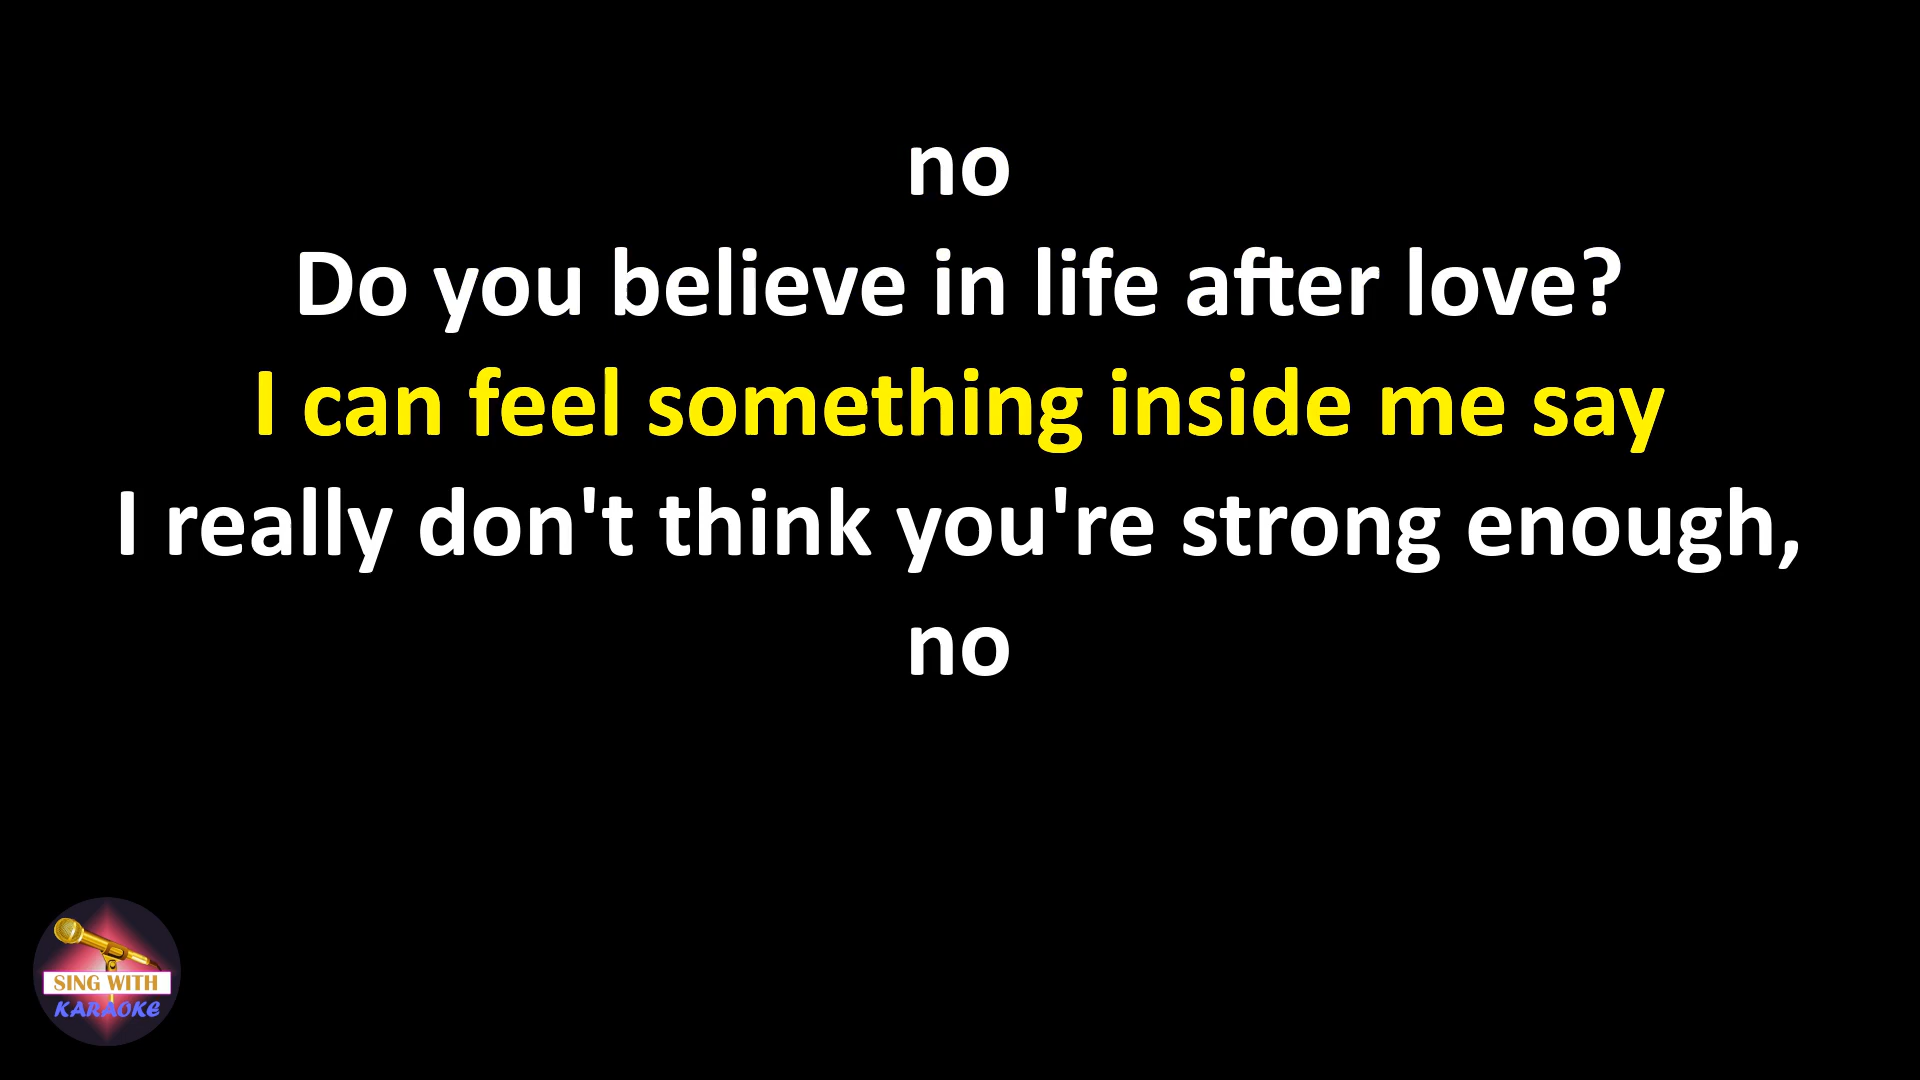 no
Do you believe in life after love?
I can feel something inside me say
I really don't think you're strong enough,
no
SING WITH
KARAOKE